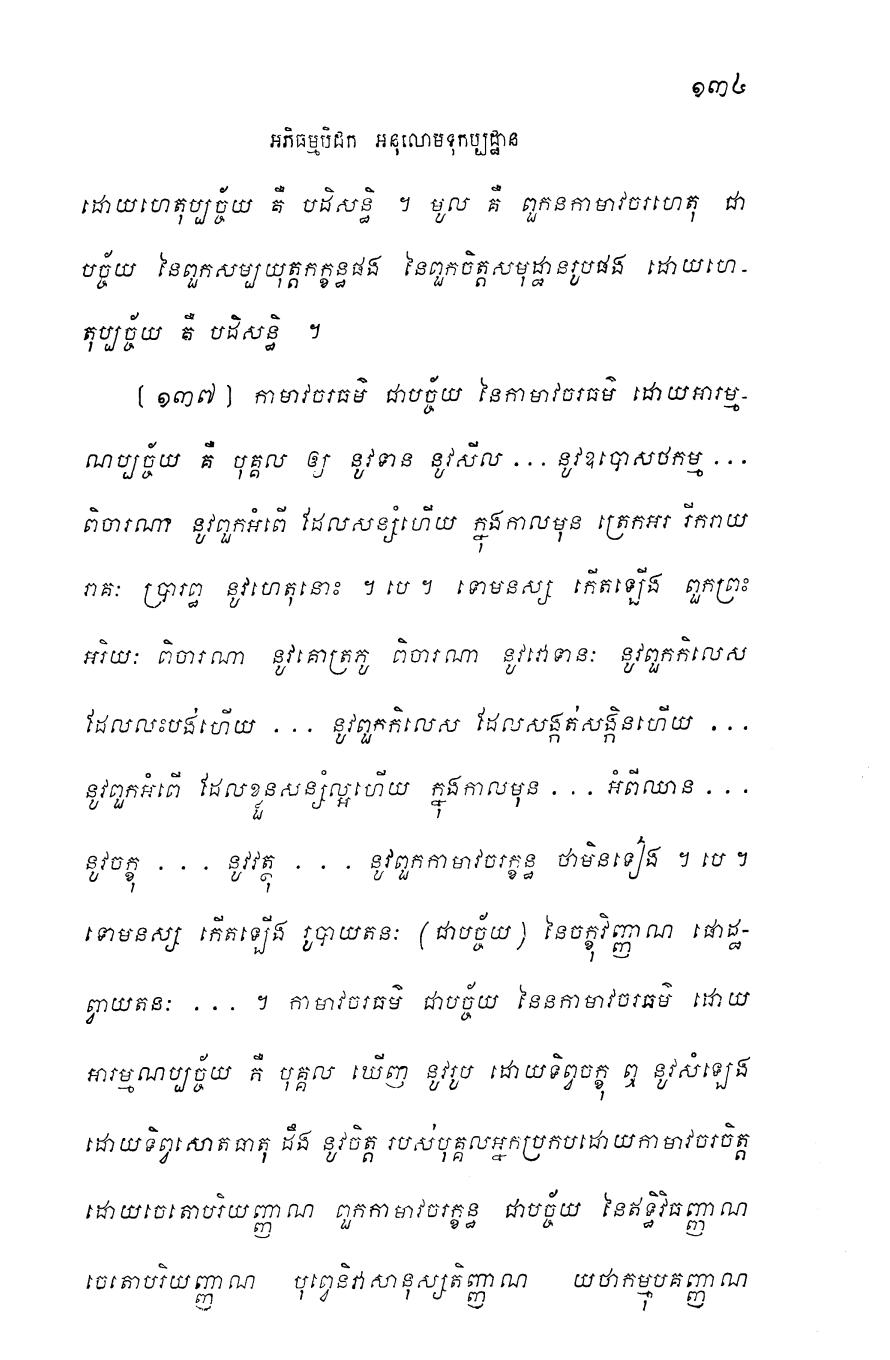 ១៣៤
អភិធម្មបិដក អនុលោមទុកប្បដ្ឋាន
ដោយហេតុប្បច្ច័យ គឺ បដិសន្ធិ ។ មូល គឺ ពួកនកាមាវចរហេតុ ជា
បច្ច័យ នៃពួកសម្បយុត្តកក្ខន្ធផង នៃពួកចិត្តសមុដ្ឋានរូបផង ដោយហេ-
តុប្បច្ច័យ គឺ បដិសន្ធិ ។
[១៣៧] កាមាវចរធម៌ ជាបច្ច័យ នៃកាមាវចរធម៌ ដោយអារម្ម-
ណប្បច្ច័យ គឺ បុគ្គល ឲ្យ នូវទាន នូវសីល ... នូវឧបោសថកម្ម ...
ពិចារណា នូវពួកអំពើ ដែលសន្សំហើយ ក្នុងកាលមុន ត្រេកអរ រីករាយ
រាគៈ ប្រារព្ធ នូវហេតុនោះ ។ បេ ។ ទោមនស្ស កើតឡើង ពួកព្រះ
អរិយៈ ពិចារណា នូវគោត្រភូ ពិចារណា នូវវោទានៈ នូវពួកកិលេស
ដែលលះបង់ហើយ ... នូវពួកកិលេស ដែលសង្កត់សង្កិនហើយ ...
នូវពួកអំពើ ដែលខ្លួនសន្សំល្អហើយ ក្នុងកាលមុន ... អំពីឈាន ...
នូវចក្ខុ ... នូវវត្ថុ ... នូវពួកកាមាវចរក្ខន្ធ ថាមិនទៀង ។ បេ ។
ទោមនស្ស កើតឡើង រូបាយតនៈ (ជាបច្ច័យ) នៃចក្ខុវិញ្ញាណ ផោដ្ឋ-
ព្វាយតនៈ ... ។ កាមាវចរធម៌ ជាបច្ច័យ នៃនកាមាវចរធម៌ ដោយ
អារម្មណប្បច្ច័យ គឺ បុគ្គល ឃើញ នូវរូប ដោយទិព្វចក្ខុ ឮ នូវសំឡេង
ដោយទិព្វសោតធាតុ ដឹង នូវចិត្ត របស់បុគ្គលអ្នកប្រកបដោយកាមាវចរចិត្ត
ដោយចេតោបរិយញ្ញាណ ពួកកាមាវចរក្ខន្ធ ជាបច្ច័យ នៃឥទ្ធិវិធញ្ញាណ
ចេតោបរិយញ្ញាណ បុព្វេនិវាសានុស្សតិញ្ញាណ យថាកម្មុបគញ្ញាណ